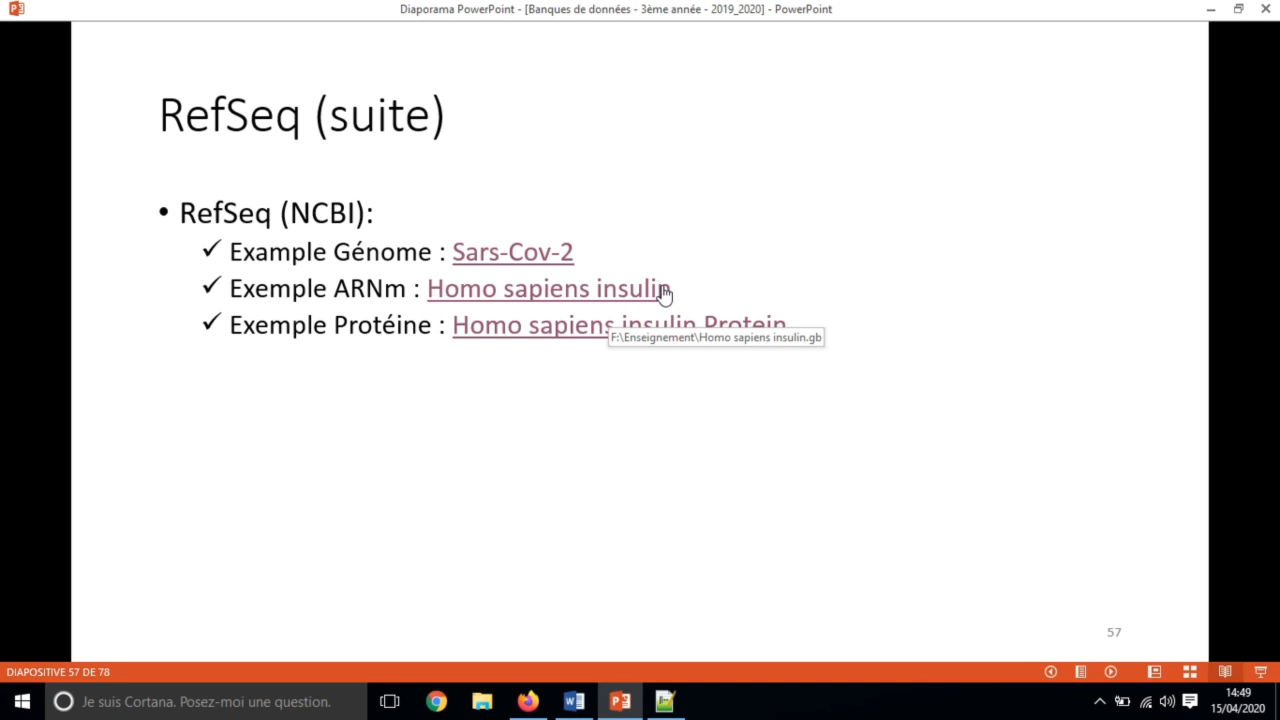 Diaporama PowerPoint - [Banques de données - 3ème année - 2019_2020] - PowerPoint
RefSeq (suite)
• RefSeq (NCBI):
✓ Example Génome : Sars-Cov-2
✓ Exemple ARNm : Homo sapiens insulin
✓ Exemple Protéine : Homo sapiens insulin Protein
F:\Enseignement\Homo sapiens insulin.gb
57
DIAPOSITIVE 57 DE 78
Je suis Cortana. Posez-moi une question.
14:49
15/04/2020